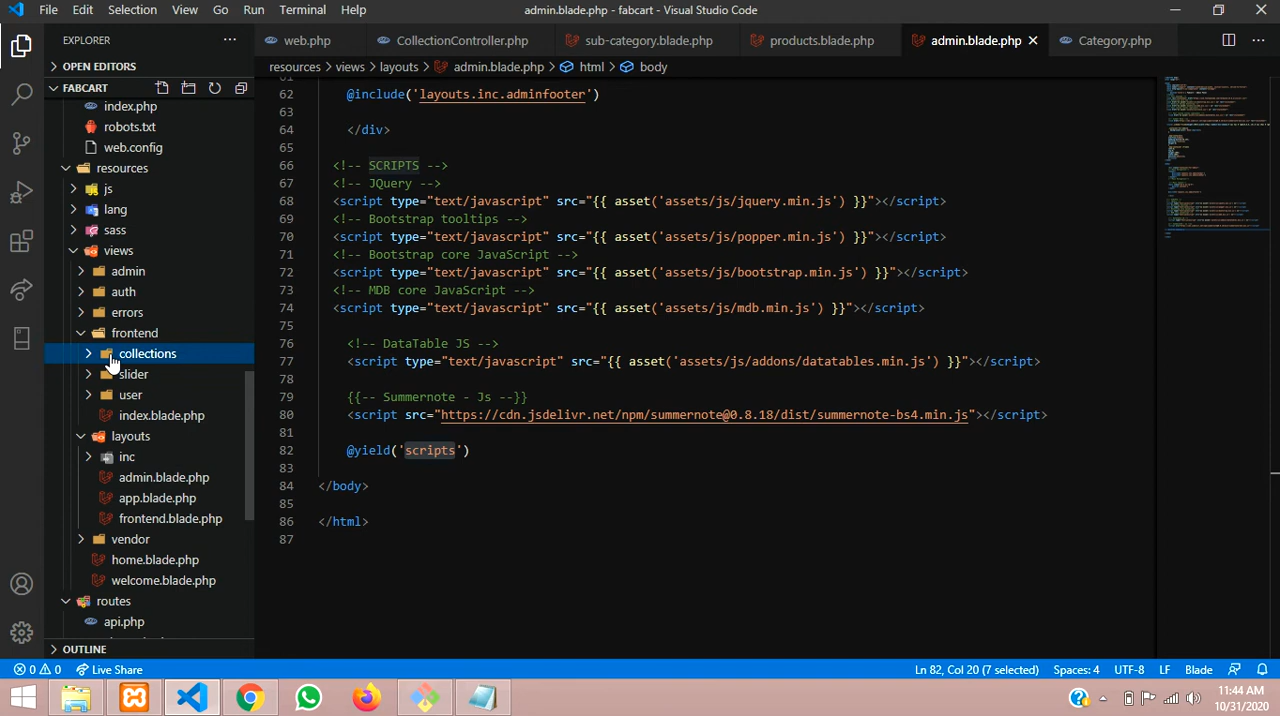 File Edit Selection View Go Run Terminal Help admin.blade.php - fabcart - Visual Studio Code
EXPLORER
web.php CollectionController.php sub-category.blade.php products.blade.php admin.blade.php Category.php
OPEN EDITORS
resources > views > layouts > admin.blade.php > html > body
FABCART
index.php
robots.txt
web.config
resources
js
lang
sass
views
admin
auth
errors
frontend
collections
slider
user
index.blade.php
layouts
inc
admin.blade.php
app.blade.php
frontend.blade.php
vendor
home.blade.php
welcome.blade.php
routes
api.php
OUTLINE
61
62 @include('layouts.inc.adminfooter')
63
64 </div>
65
66 <!-- SCRIPTS -->
67 <!-- JQuery -->
68 <script type="text/javascript" src="{{ asset('assets/js/jquery.min.js') }}"></script>
69 <!-- Bootstrap tooltips -->
70 <script type="text/javascript" src="{{ asset('assets/js/popper.min.js') }}"></script>
71 <!-- Bootstrap core JavaScript -->
72 <script type="text/javascript" src="{{ asset('assets/js/bootstrap.min.js') }}"></script>
73 <!-- MDB core JavaScript -->
74 <script type="text/javascript" src="{{ asset('assets/js/mdb.min.js') }}"></script>
75
76 <!-- DataTable JS -->
77 <script type="text/javascript" src="{{ asset('assets/js/addons/datatables.min.js') }}"></script>
78
79 {{-- Summernote - Js --}}
80 <script src="https://cdn.jsdelivr.net/npm/summernote@0.8.18/dist/summernote-bs4.min.js"></script>
81
82 @yield('scripts')
83
84 </body>
85
86 </html>
87
0 0 Live Share Ln 82, Col 20 (7 selected) Spaces: 4 UTF-8 LF Blade
11:44 AM
10/31/2020